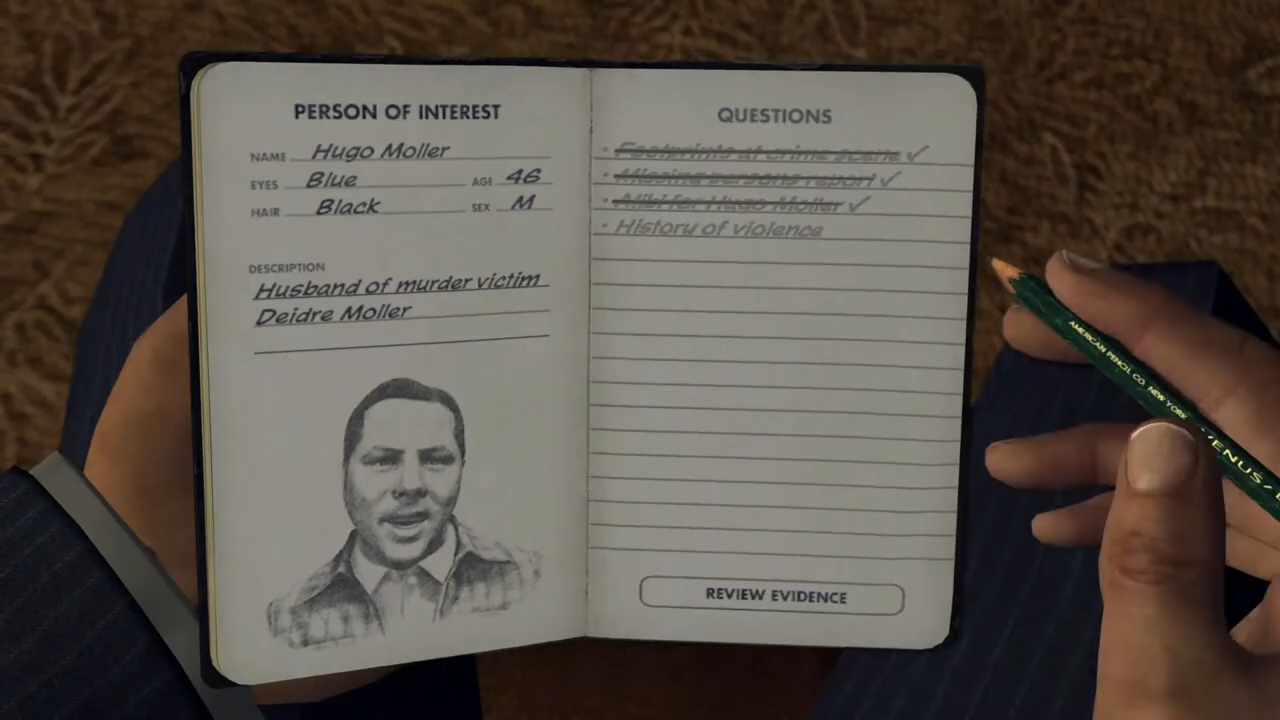 PERSON OF INTEREST
NAME Hugo Moller
EYES Blue AGE 46
HAIR Black SEX M
DESCRIPTION
Husband of murder victim
Deidre Moller
QUESTIONS
· Footprints at crime scene ✓
· Missing persons report ✓
· Alibi for Hugo Moller ✓
· History of violence
REVIEW EVIDENCE
AMERICAN PENCIL CO. NEW YORK
VENUS